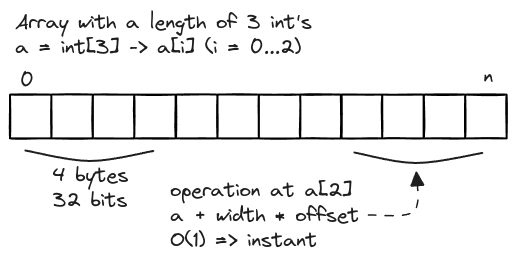 Array with a length of 3 int's
a = int[3] -> a[i] (i = 0...2)
0 n
4 bytes
32 bits
operation at a[2]
a + width * offset
O(1) => instant